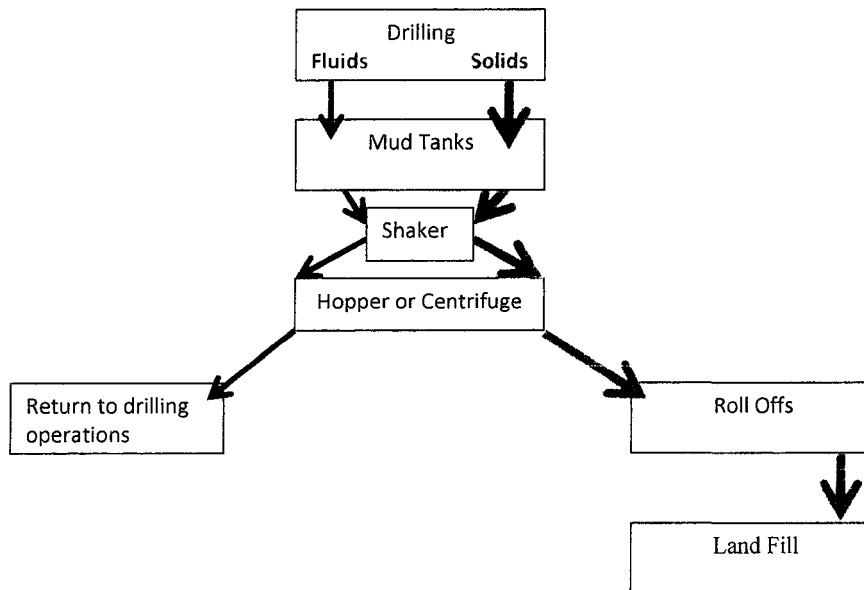 Drilling
Fluids Solids
Mud Tanks
Shaker
Hopper or Centrifuge
Return to drilling
operations
Roll Offs
Land Fill